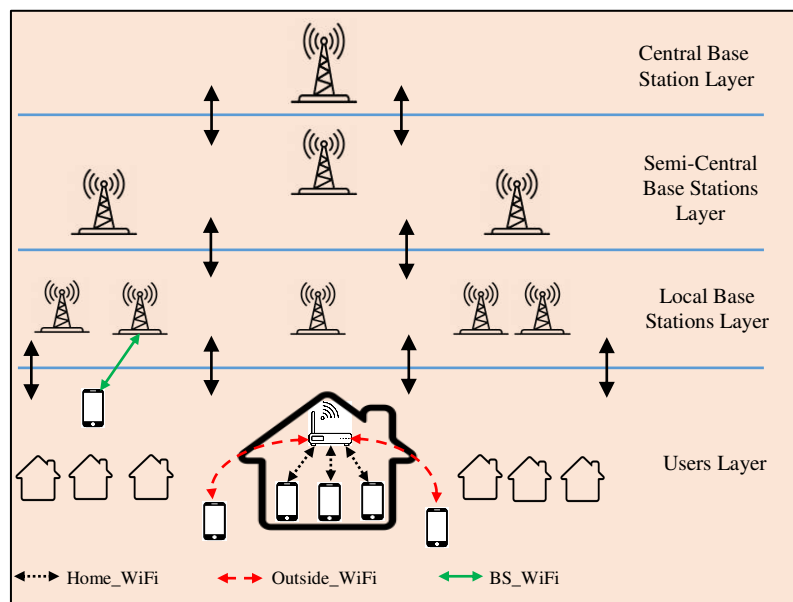 Central Base
Station Layer
Semi-Central
Base Stations
Layer
Local Base
Stations Layer
Users Layer
Home_WiFi
Outside_WiFi
BS_WiFi